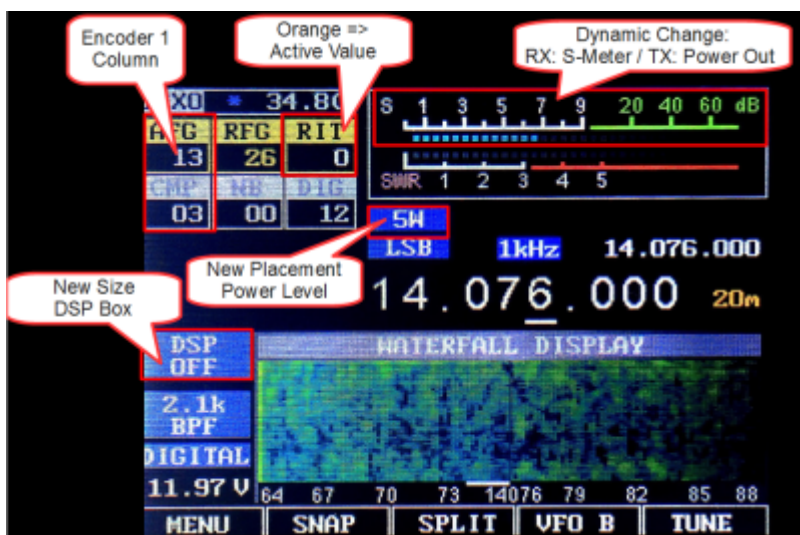 Encoder 1
Column
Orange =>
Active Value
Dynamic Change:
RX: S-Meter / TX: Power Out
* 34.8
S 1 3 5 7 9 20 40 60 dB
AFG RFG RIT
13 26 0
SWR 1 2 3 4 5
CMP NB DIG
03 00 12
5W
LSB 1kHz 14.076.000
New Placement
Power Level
14.076.000 20m
New Size
DSP Box
DSP
OFF
WATERFALL DISPLAY
2.1k
BPF
DIGITAL
11.97 V
64 67 70 73 14076 79 82 85 88
MENU SNAP SPLIT VFO B TUNE